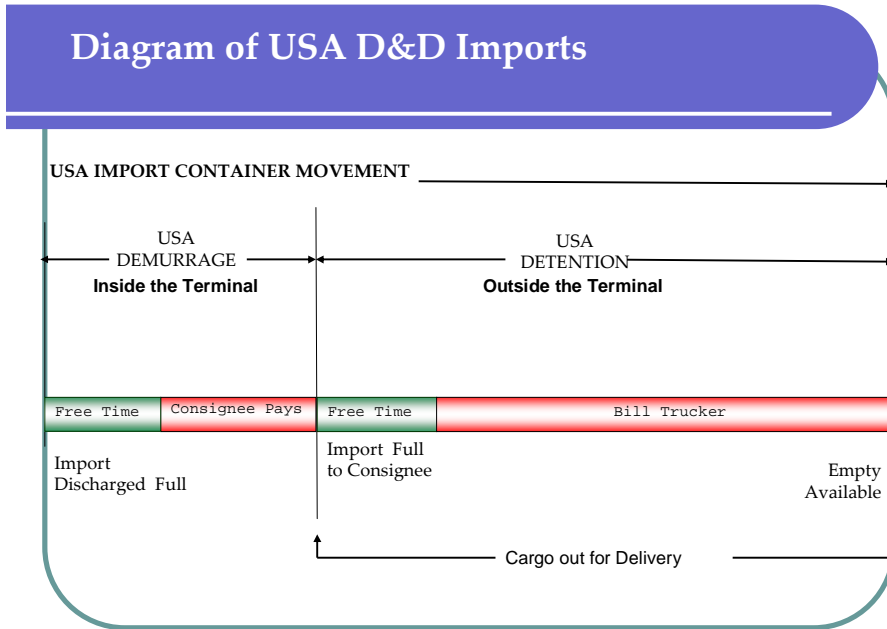 Diagram of USA D&D Imports
USA IMPORT CONTAINER MOVEMENT
USA
DEMURRAGE
Inside the Terminal
USA
DETENTION
Outside the Terminal
Free Time
Consignee Pays
Free Time
Bill Trucker
Import
Discharged Full
Import Full
to Consignee
Empty
Available
Cargo out for Delivery